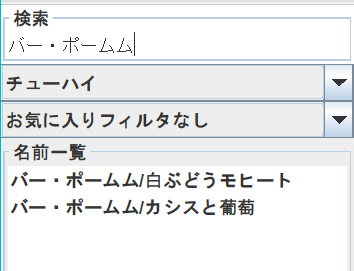 検索
バー・ポームム
チューハイ
お気に入りフィルタなし
名前一覧
バー・ポームム/白ぶどうモヒート
バー・ポームム/カシスと葡萄